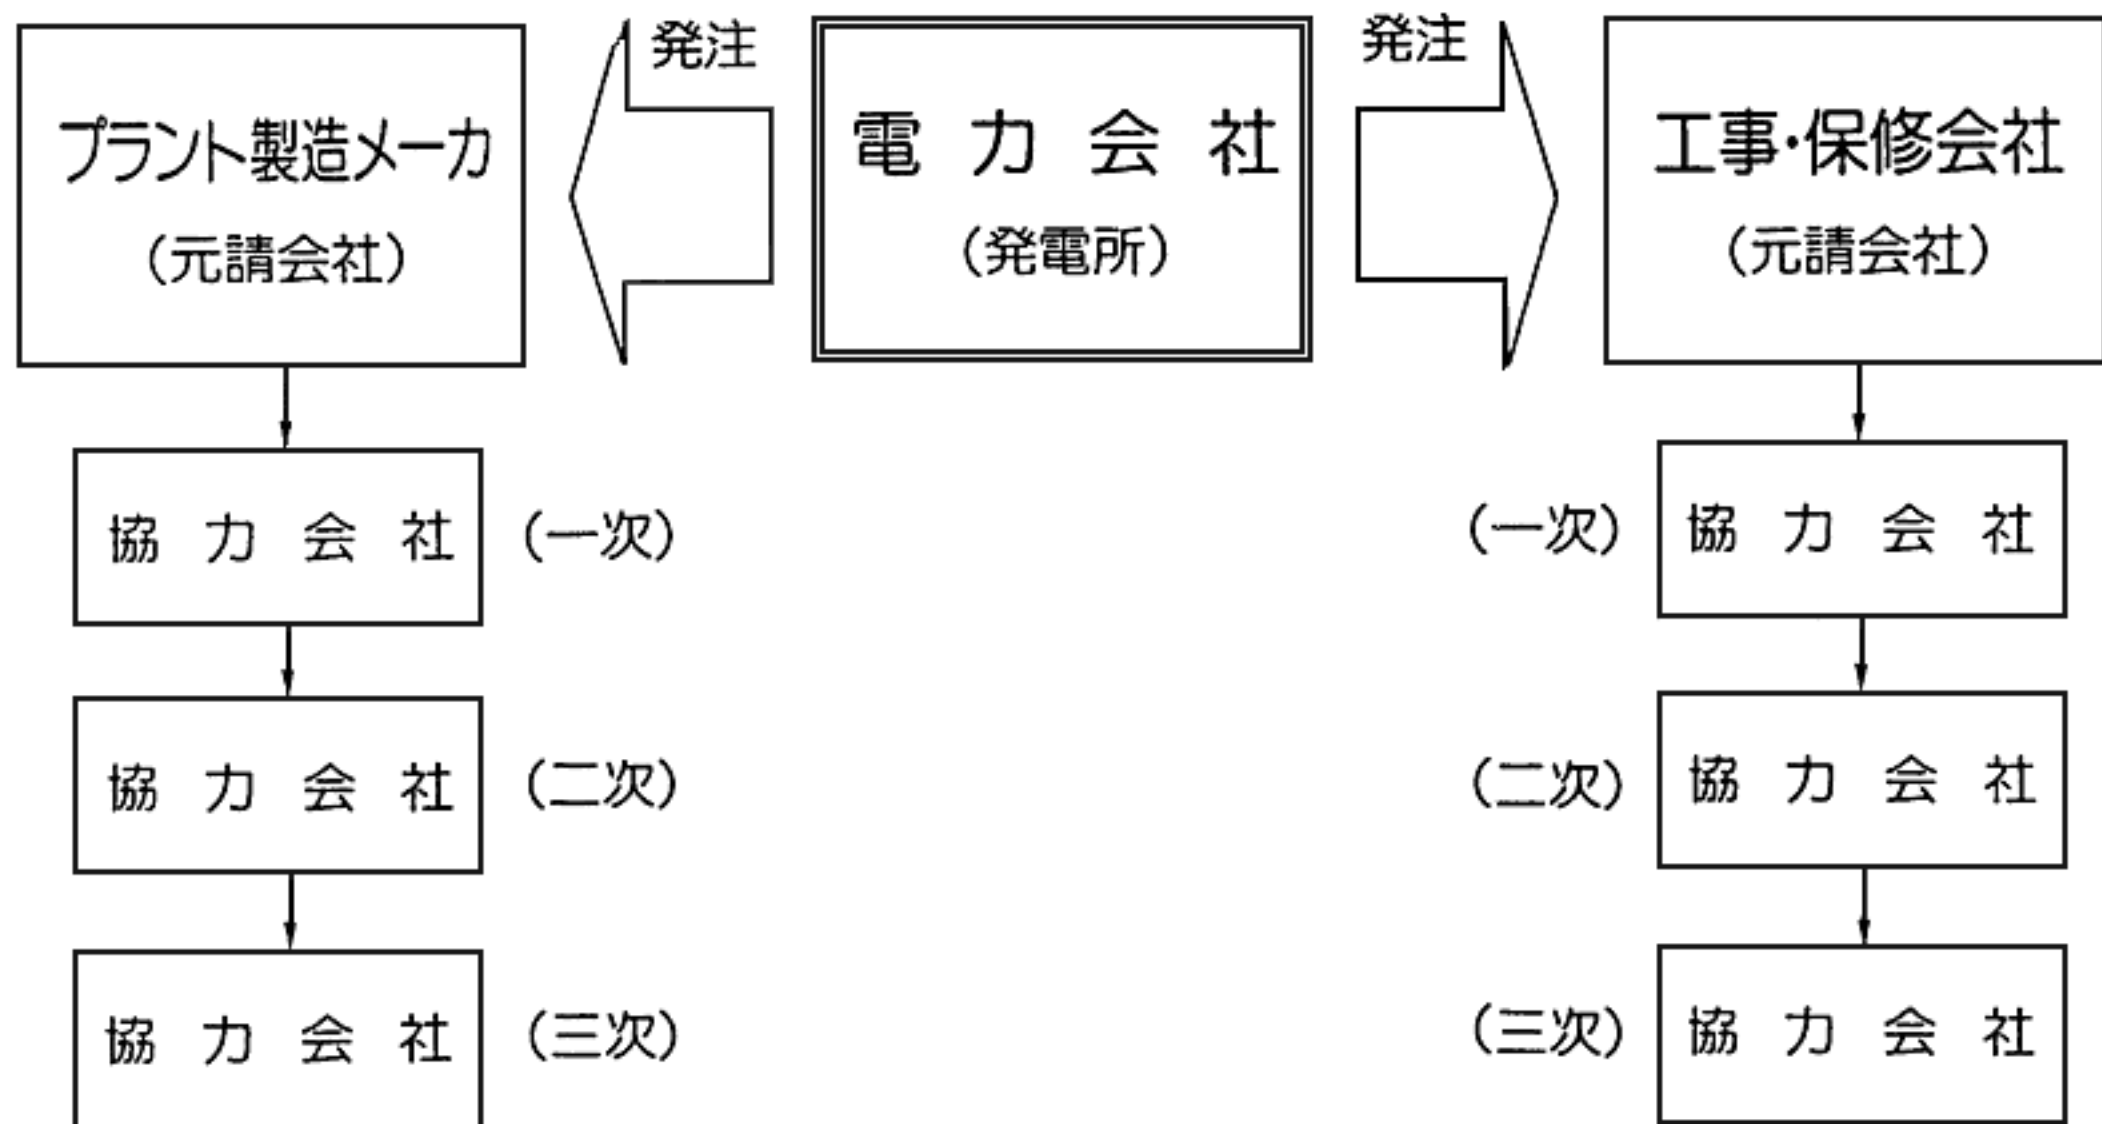 発注
発注
プラント製造メーカ
(元請会社)
電力会社
(発電所)
工事・保修会社
(元請会社)
協力会社
(一次)
(一次)
協力会社
協力会社
(二次)
(二次)
協力会社
協力会社
(三次)
(三次)
協力会社